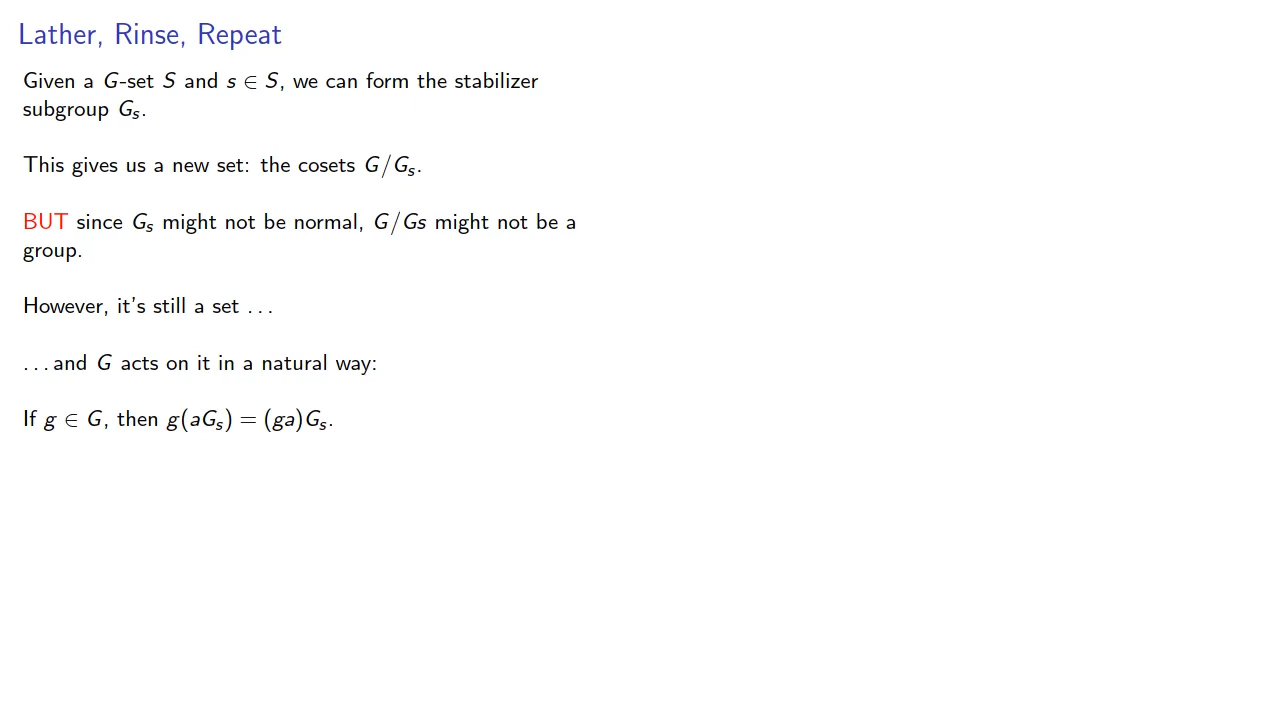 Lather, Rinse, Repeat
Given a G-set S and s ∈ S, we can form the stabilizer
subgroup Gₛ.
This gives us a new set: the cosets G/Gₛ.
BUT since Gₛ might not be normal, G/Gs might not be a
group.
However, it's still a set . . .
. . . and G acts on it in a natural way:
If g ∈ G, then g(aGₛ) = (ga)Gₛ.